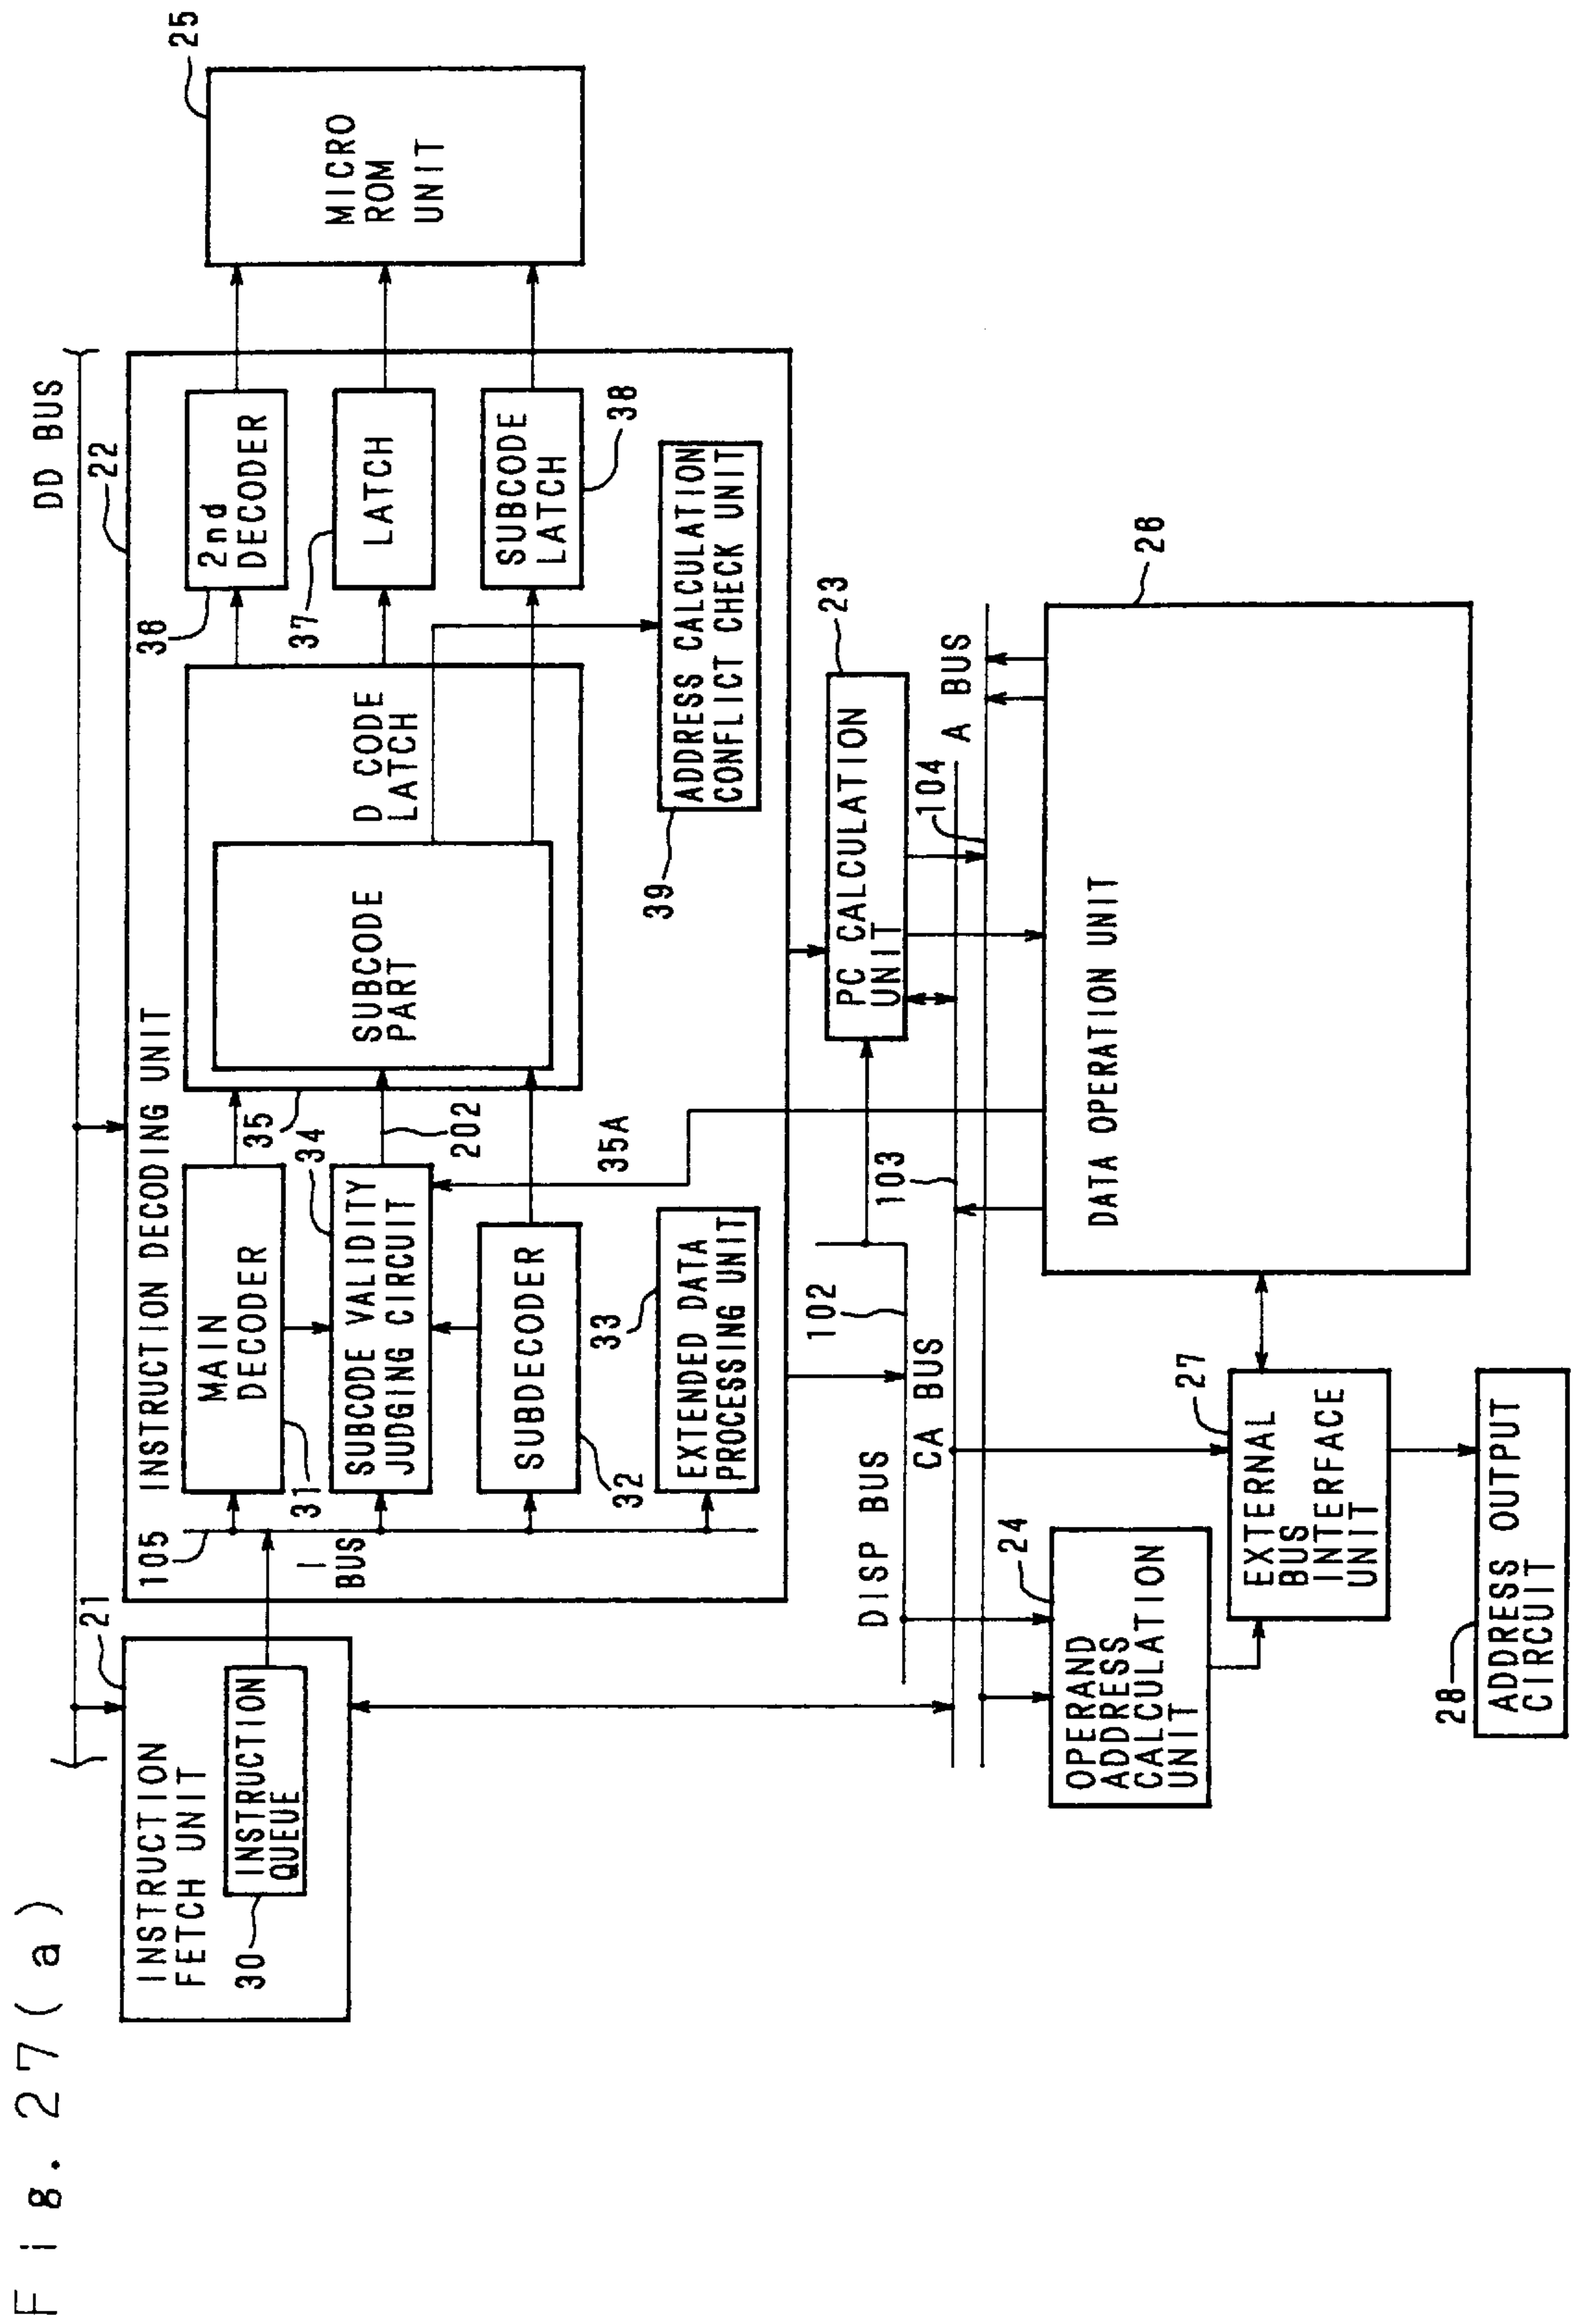 Fig. 27(a)
DD BUS
21
INSTRUCTION
FETCH UNIT
INSTRUCTION
QUEUE
30
22
INSTRUCTION DECODING UNIT
105
I
BUS
MAIN
DECODER
31
SUBCODE VALIDITY
JUDGING CIRCUIT
34
SUBDECODER
32
EXTENDED DATA
PROCESSING UNIT
33
35
202
35A
SUBCODE
PART
D CODE
LATCH
36
2nd
DECODER
37
LATCH
SUBCODE
LATCH
38
39
ADDRESS CALCULATION
CONFLICT CHECK UNIT
25
MICRO
ROM
UNIT
DISP BUS
102
CA BUS
103
104
A BUS
PC CALCULATION
UNIT
23
24
OPERAND
ADDRESS
CALCULATION
UNIT
27
EXTERNAL
BUS
INTERFACE
UNIT
28
ADDRESS OUTPUT
CIRCUIT
DATA OPERATION UNIT
26